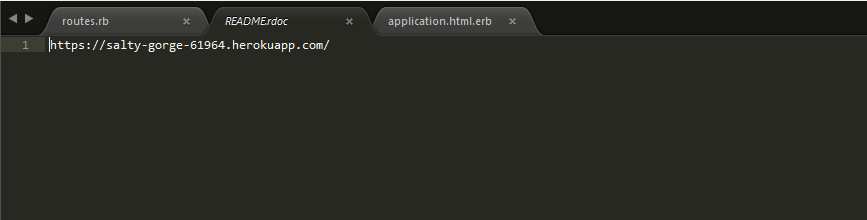 routes.rb
README.rdoc
application.html.erb
1 https://salty-gorge-61964.herokuapp.com/